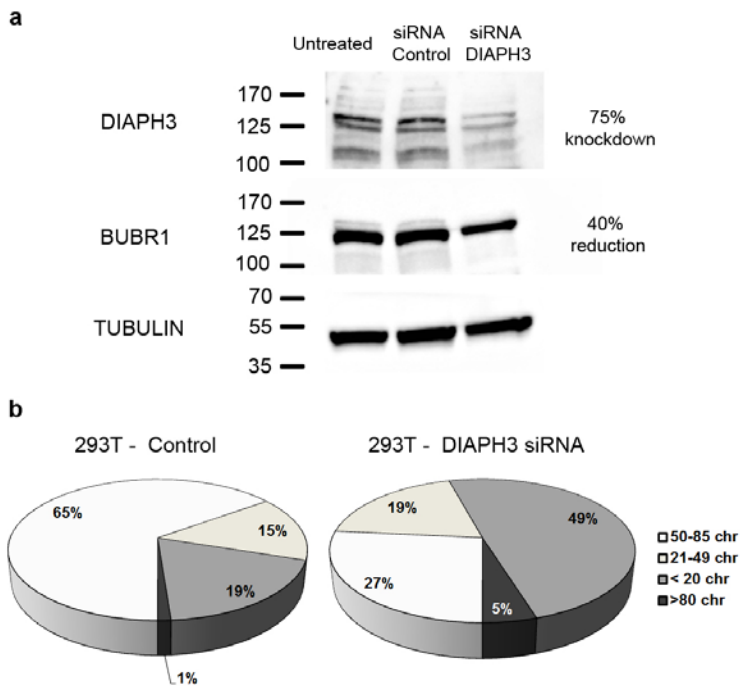 a
Untreated
siRNA
Control
siRNA
DIAPH3
DIAPH3
170
125
100
75%
knockdown
BUBR1
170
125
100
40%
reduction
TUBULIN
70
55
35
b
293T - Control
293T - DIAPH3 siRNA
65%
15%
19%
1%
19%
49%
27%
5%
50-85 chr
21-49 chr
< 20 chr
>80 chr